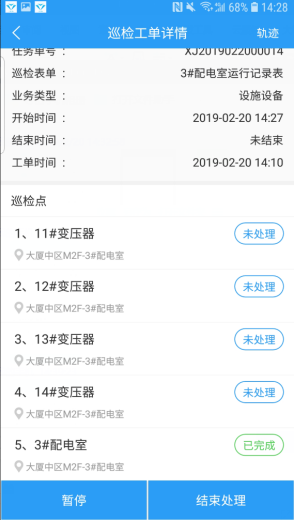 68% 14:28
巡检工单详情 轨迹
任务单号 : XJ2019022000014
巡检表单 : 3#配电室运行记录表
业务类型 : 设施设备
开始时间 : 2019-02-20 14:27
结束时间 : 未结束
工单时间 : 2019-02-20 14:10
巡检点
1、11#变压器 未处理
大厦中区M2F-3#配电室
2、12#变压器 未处理
大厦中区M2F-3#配电室
3、13#变压器 未处理
大厦中区M2F-3#配电室
4、14#变压器 未处理
大厦中区M2F-3#配电室
5、3#配电室 已完成
大厦中区M2F-3#配电室
暂停 结束处理